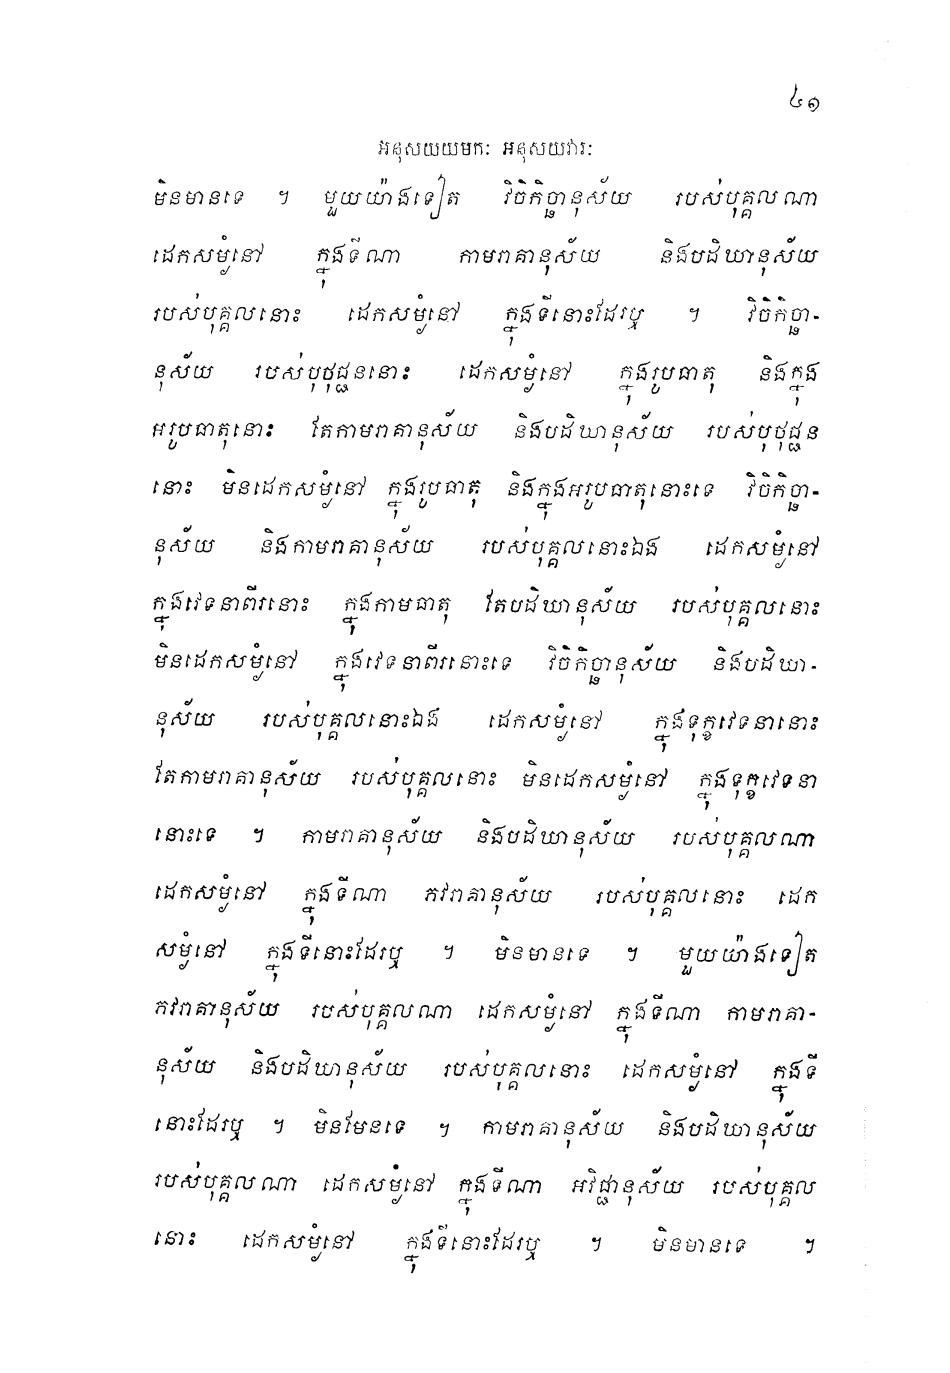 ៤១
អនុសយយមកៈ អនុសយវារៈ
មិនមានទេ ។ មួយយ៉ាងទៀត វិចិកិច្ឆានុស័យ របស់បុគ្គលណា
ដេកសម្ងំនៅ ក្នុងទីណា កាមរាគានុស័យ និងបដិឃានុស័យ
របស់បុគ្គលនោះ ដេកសម្ងំនៅ ក្នុងទីនោះដែរឬ ។ វិចិកិច្ឆា-
នុស័យ របស់បុថុជ្ជននោះ ដេកសម្ងំនៅ ក្នុងរូបធាតុ និងក្នុង
អរូបធាតុនោះ តែកាមរាគានុស័យ និងបដិឃានុស័យ របស់បុថុជ្ជន
នោះ មិនដេកសម្ងំនៅ ក្នុងរូបធាតុ និងក្នុងអរូបធាតុនោះទេ វិចិកិច្ឆា-
នុស័យ និងកាមរាគានុស័យ របស់បុគ្គលនោះឯង ដេកសម្ងំនៅ
ក្នុងវេទនាពីរនោះ ក្នុងកាមធាតុ តែបដិឃានុស័យ របស់បុគ្គលនោះ
មិនដេកសម្ងំនៅ ក្នុងវេទនាពីរនោះទេ វិចិកិច្ឆានុស័យ និងបដិឃា-
នុស័យ របស់បុគ្គលនោះឯង ដេកសម្ងំនៅ ក្នុងទុក្ខវេទនានោះ
តែកាមរាគានុស័យ របស់បុគ្គលនោះ មិនដេកសម្ងំនៅ ក្នុងទុក្ខវេទនា
នោះទេ ។ កាមរាគានុស័យ និងបដិឃានុស័យ របស់បុគ្គលណា
ដេកសម្ងំនៅ ក្នុងទីណា ភវរាគានុស័យ របស់បុគ្គលនោះ ដេក
សម្ងំនៅ ក្នុងទីនោះដែរឬ ។ មិនមានទេ ។ មួយយ៉ាងទៀត
ភវរាគានុស័យ របស់បុគ្គលណា ដេកសម្ងំនៅ ក្នុងទីណា កាមរាគា-
នុស័យ និងបដិឃានុស័យ របស់បុគ្គលនោះ ដេកសម្ងំនៅ ក្នុងទី
នោះដែរឬ ។ មិនមែនទេ ។ កាមរាគានុស័យ និងបដិឃានុស័យ
របស់បុគ្គលណា ដេកសម្ងំនៅ ក្នុងទីណា អវិជ្ជានុស័យ របស់បុគ្គល
នោះ ដេកសម្ងំនៅ ក្នុងទីនោះដែរឬ ។ មិនមានទេ ។